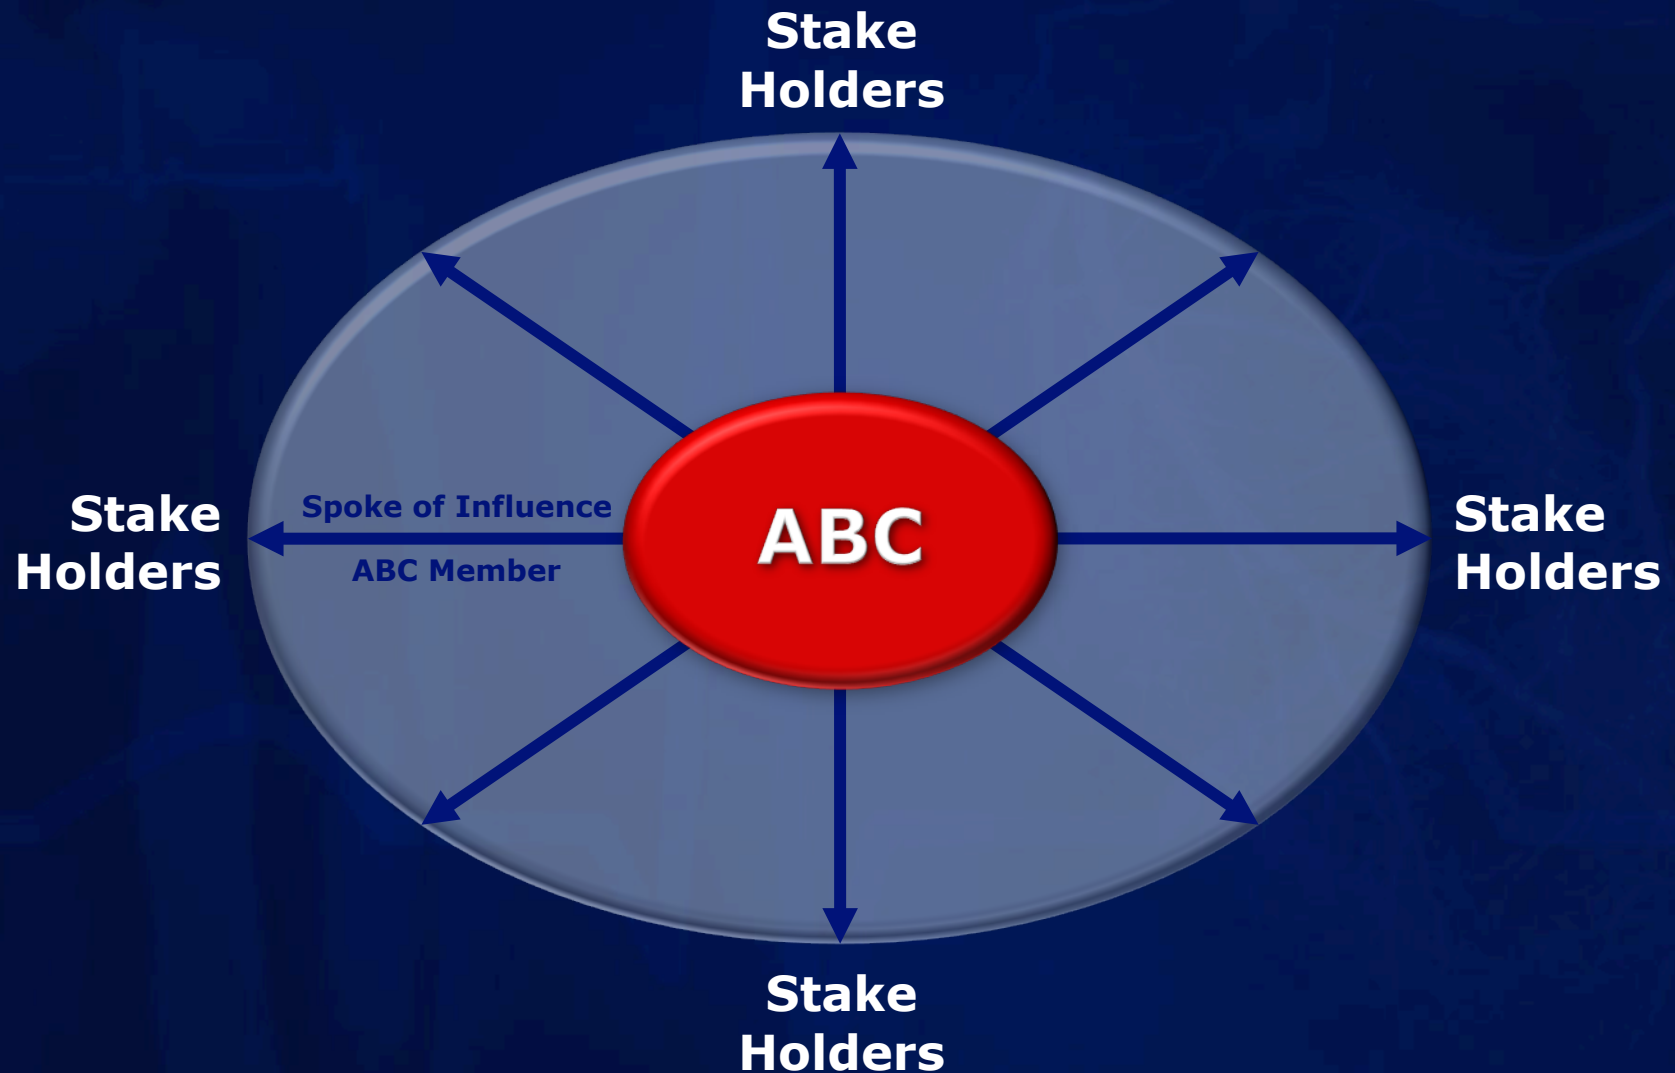 Stake
Holders
Stake
Holders
Spoke of Influence
ABC Member
ABC
Stake
Holders
Stake
Holders